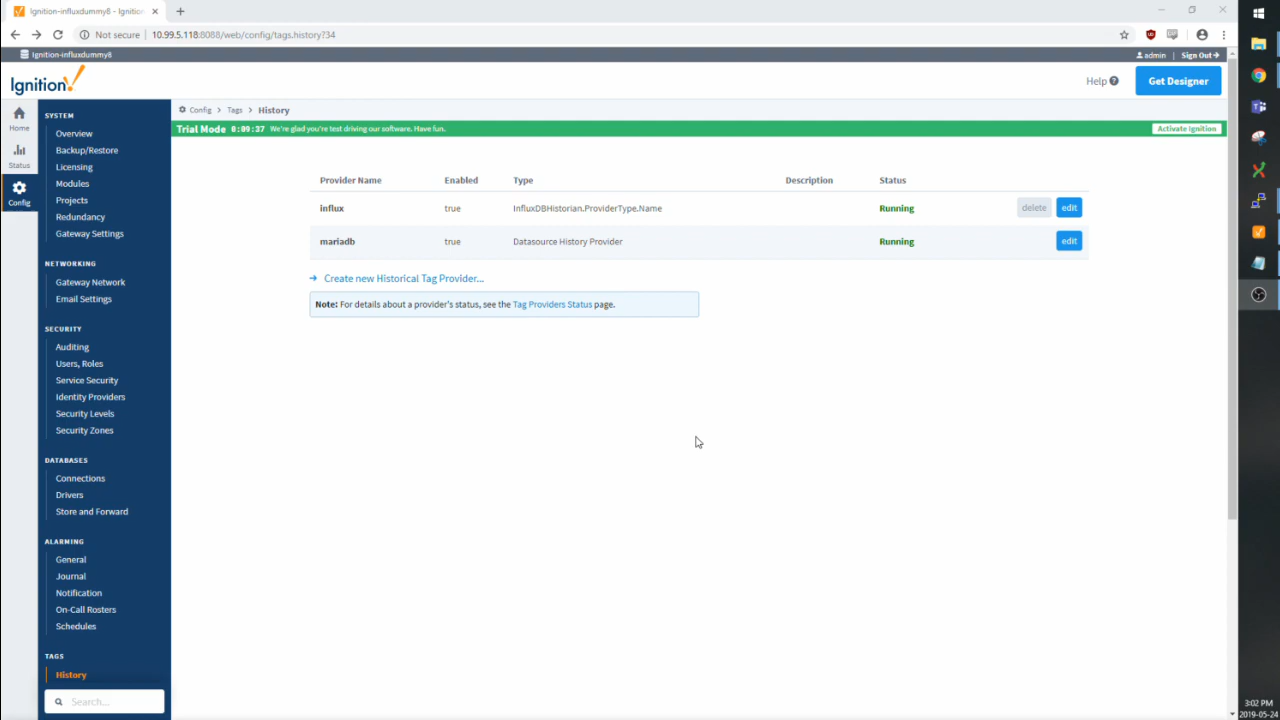 Ignition-influxdummy8 - Ignition
Not secure
10.99.5.118:8088/web/config/tags.history?34
Ignition-influxdummy8
admin | Sign Out
Ignition!
Help
Get Designer
Home
Status
Config
SYSTEM
Overview
Backup/Restore
Licensing
Modules
Projects
Redundancy
Gateway Settings
NETWORKING
Gateway Network
Email Settings
SECURITY
Auditing
Users, Roles
Service Security
Identity Providers
Security Levels
Security Zones
DATABASES
Connections
Drivers
Store and Forward
ALARMING
General
Journal
Notification
On-Call Rosters
Schedules
TAGS
History
Search...
Config > Tags > History
Trial Mode 0:09:37 We're glad you're test driving our software. Have fun.
Activate Ignition
Provider Name Enabled Type Description Status
influx true InfluxDBHistorian.ProviderType.Name Running delete edit
mariadb true Datasource History Provider Running edit
Create new Historical Tag Provider...
Note: For details about a provider's status, see the Tag Providers Status page.
3:02 PM
2019-05-24